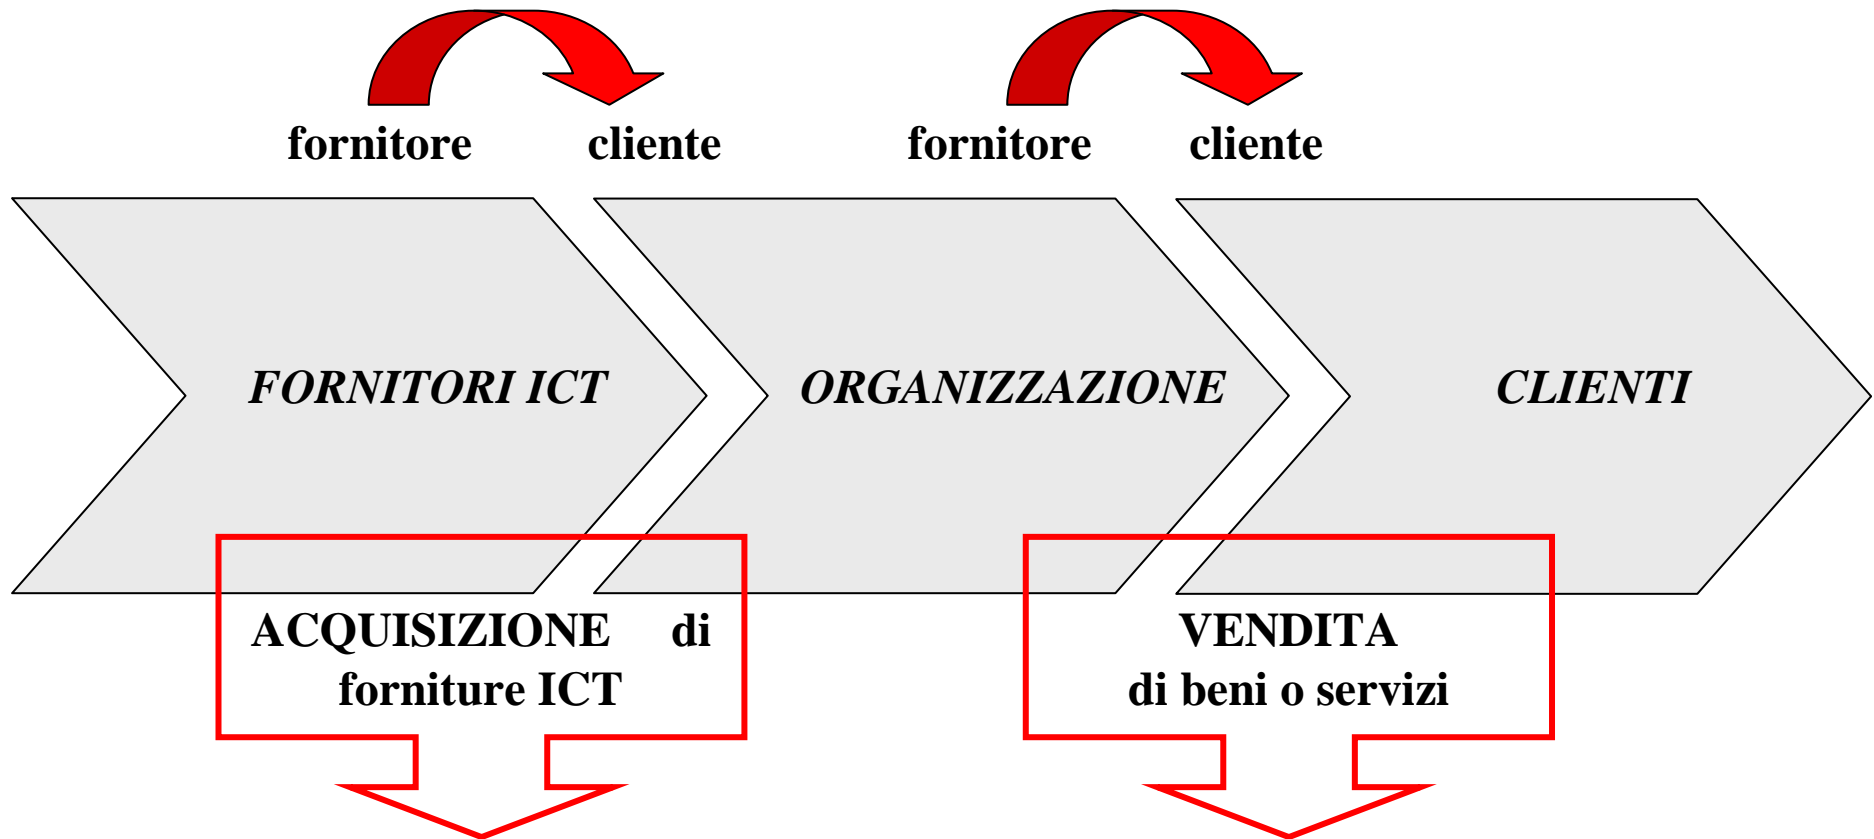 fornitore cliente fornitore cliente
FORNITORI ICT ORGANIZZAZIONE CLIENTI
ACQUISIZIONE di
forniture ICT
VENDITA
di beni o servizi